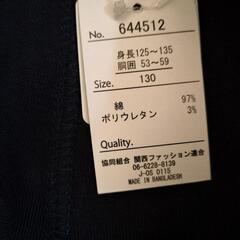 No. 644512
身長125～135
胴囲 53～59
Size. 130
綿 97%
ポリウレタン 3%
Quality.
協同組合 関西ファッション連合
06-6228-8139
J-OS 0115
MADE IN BANGLADESH